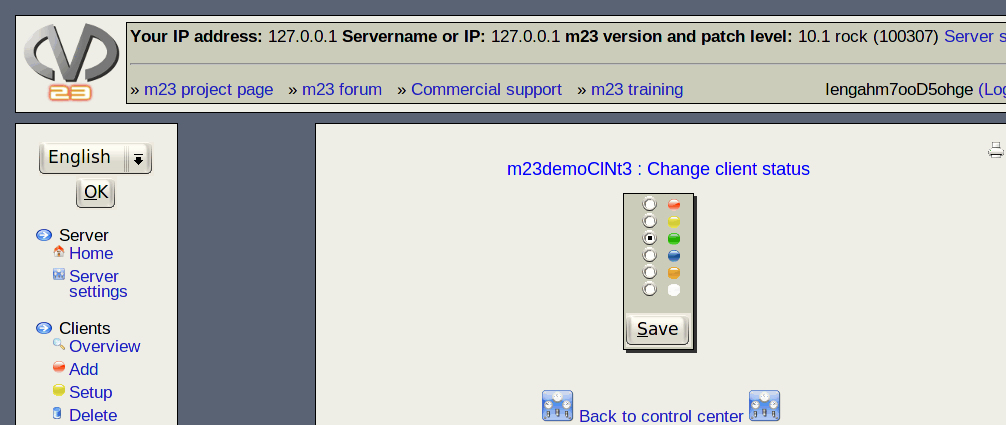 Your IP address: 127.0.0.1 Servername or IP: 127.0.0.1 m23 version and patch level: 10.1 rock (100307) Server s
» m23 project page » m23 forum » Commercial support » m23 training Iengahm7ooD5ohge (Log
23
English
OK
m23demoClNt3 : Change client status
Server
Home
Server
settings
Save
Clients
Overview
Add
Setup
Delete
Back to control center